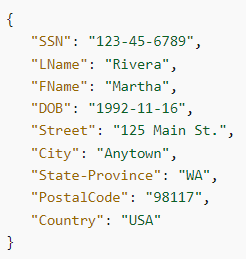 {
"SSN": "123-45-6789",
"LName": "Rivera",
"FName": "Martha",
"DOB": "1992-11-16",
"Street": "125 Main St.",
"City": "Anytown",
"State-Province": "WA",
"PostalCode": "98117",
"Country": "USA"
}